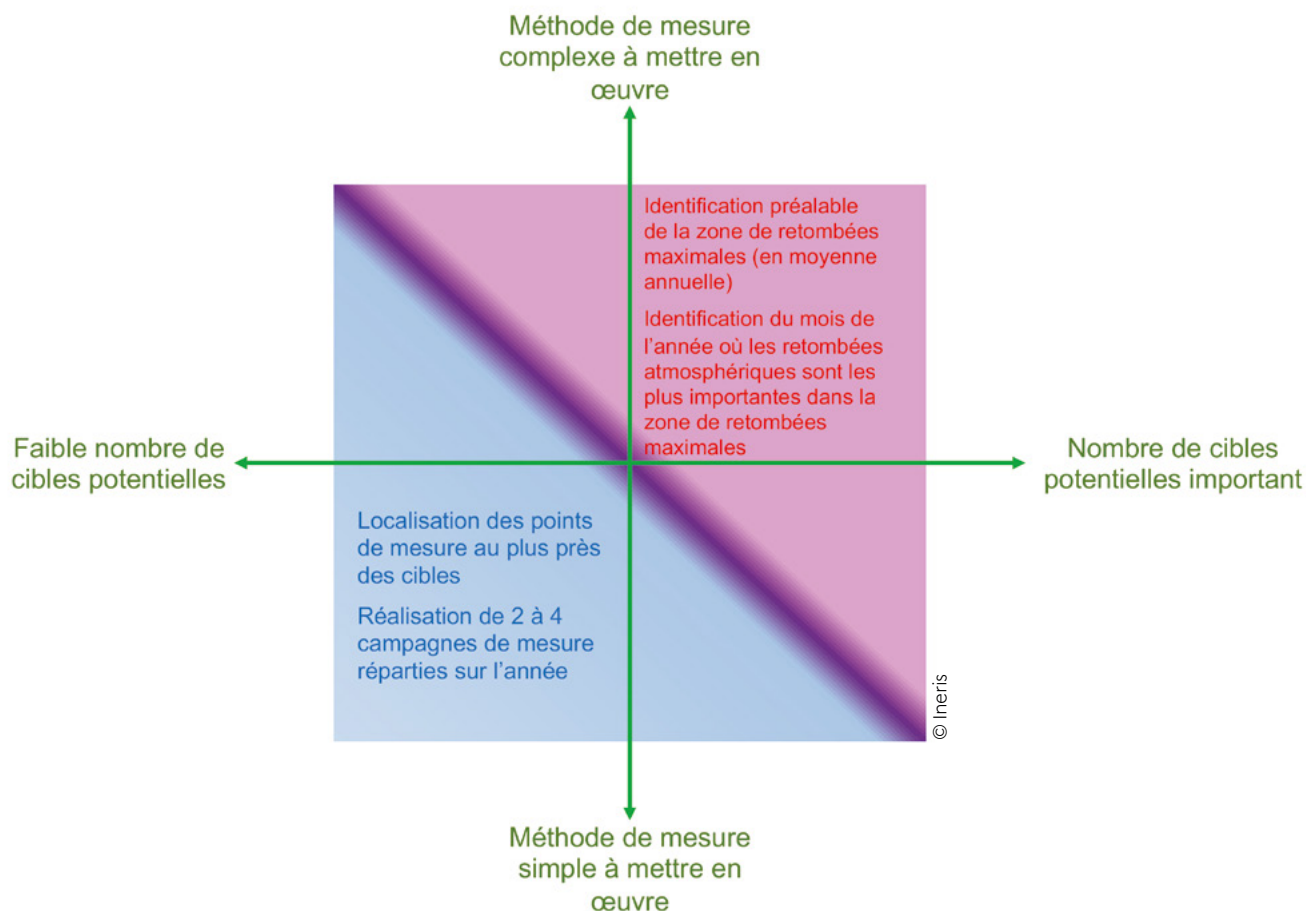 Méthode de mesure
complexe à mettre en
œuvre
Identification préalable
de la zone de retombées
maximales (en moyenne
annuelle)
Identification du mois de
l'année où les retombées
atmosphériques sont les
plus importantes dans la
zone de retombées
maximales
Faible nombre de
cibles potentielles
Nombre de cibles
potentielles important
Localisation des points
de mesure au plus près
des cibles
Réalisation de 2 à 4
campagnes de mesure
réparties sur l'année
© Ineris
Méthode de mesure
simple à mettre en
œuvre